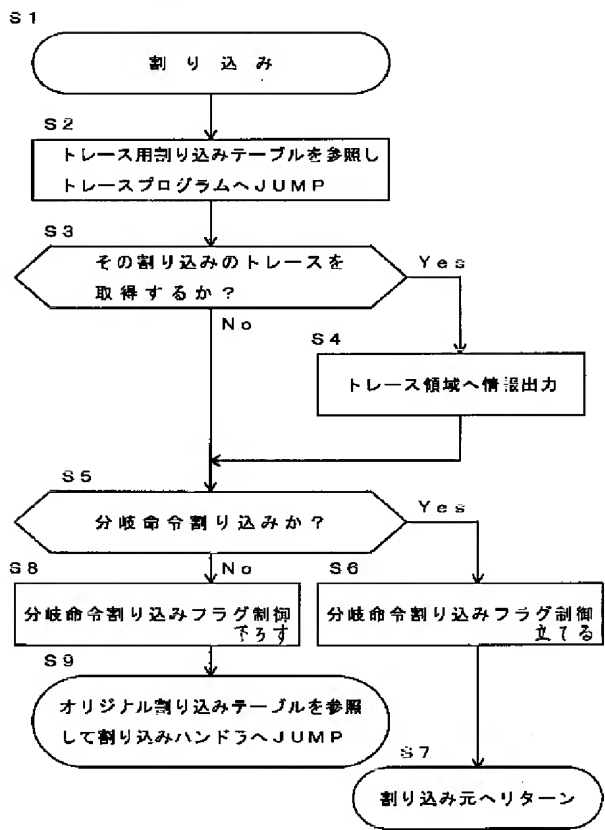 S1
割り込み
S2
トレース用割り込みテーブルを参照し
トレースプログラムへJUMP
S3
その割り込みのトレースを
取得するか？
Yes
No
S4
トレース領域へ情報出力
S5
分岐命令割り込みか？
Yes
No
S8
分岐命令割り込みフラグ制御
下ろす
S6
分岐命令割り込みフラグ制御
立てる
S9
オリジナル割り込みテーブルを参照
して割り込みハンドラへJUMP
S7
割り込み元へリターン